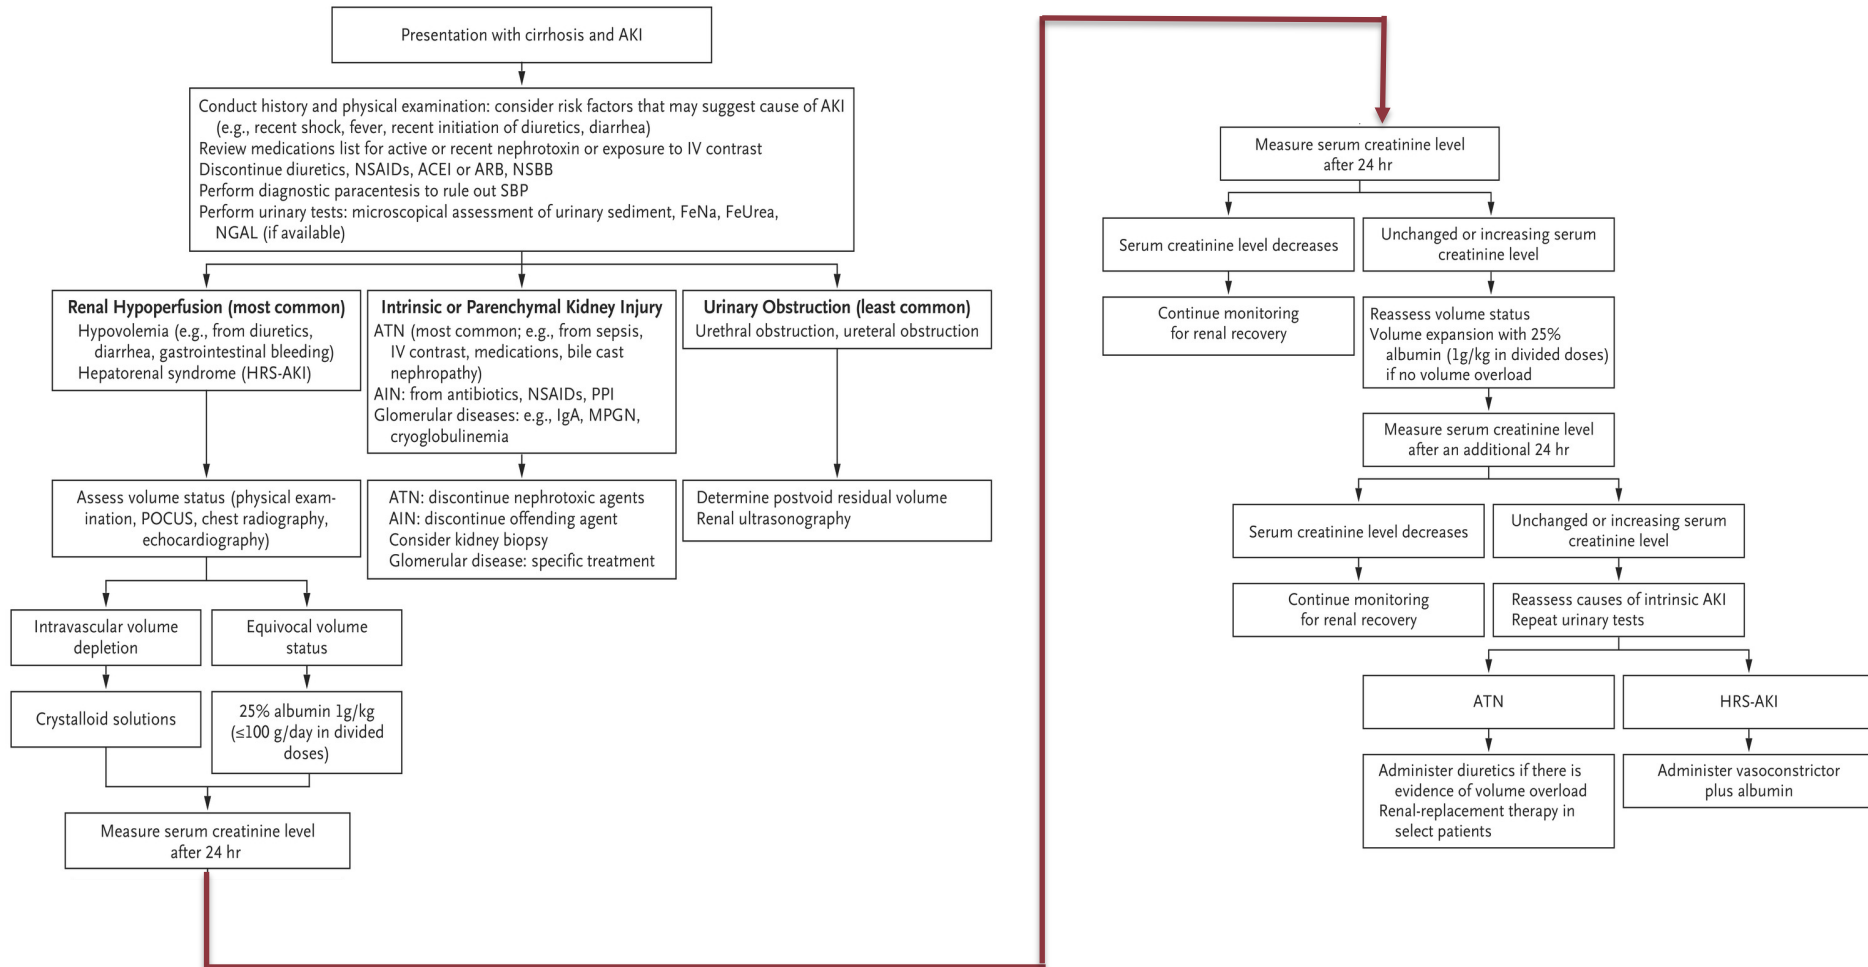 Presentation with cirrhosis and AKI
Conduct history and physical examination: consider risk factors that may suggest cause of AKI
(e.g., recent shock, fever, recent initiation of diuretics, diarrhea)
Review medications list for active or recent nephrotoxin or exposure to IV contrast
Discontinue diuretics, NSAIDs, ACEI or ARB, NSBB
Perform diagnostic paracentesis to rule out SBP
Perform urinary tests: microscopical assessment of urinary sediment, FeNa, FeUrea,
NGAL (if available)
Renal Hypoperfusion (most common)
Hypovolemia (e.g., from diuretics,
diarrhea, gastrointestinal bleeding)
Hepatorenal syndrome (HRS-AKI)
Intrinsic or Parenchymal Kidney Injury
ATN (most common; e.g., from sepsis,
IV contrast, medications, bile cast
nephropathy)
AIN: from antibiotics, NSAIDs, PPI
Glomerular diseases: e.g., IgA, MPGN,
cryoglobulinemia
Urinary Obstruction (least common)
Urethral obstruction, ureteral obstruction
Assess volume status (physical exam-
ination, POCUS, chest radiography,
echocardiography)
ATN: discontinue nephrotoxic agents
AIN: discontinue offending agent
Consider kidney biopsy
Glomerular disease: specific treatment
Determine postvoid residual volume
Renal ultrasonography
Intravascular volume
depletion
Equivocal volume
status
Crystalloid solutions
25% albumin 1g/kg
(≤100 g/day in divided
doses)
Measure serum creatinine level
after 24 hr
Measure serum creatinine level
after 24 hr
Serum creatinine level decreases
Unchanged or increasing serum
creatinine level
Continue monitoring
for renal recovery
Reassess volume status
Volume expansion with 25%
albumin (1g/kg in divided doses)
if no volume overload
Measure serum creatinine level
after an additional 24 hr
Serum creatinine level decreases
Unchanged or increasing serum
creatinine level
Continue monitoring
for renal recovery
Reassess causes of intrinsic AKI
Repeat urinary tests
ATN
HRS-AKI
Administer diuretics if there is
evidence of volume overload
Renal-replacement therapy in
select patients
Administer vasoconstrictor
plus albumin